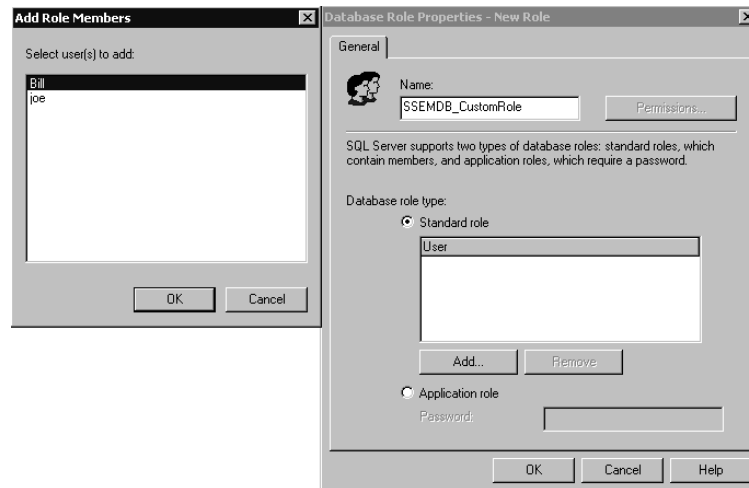 Add Role Members
Select user(s) to add:
Bill
joe
OK
Cancel
Database Role Properties - New Role
General
Name:
SSEMDB_CustomRole
Permissions...
SQL Server supports two types of database roles: standard roles, which
contain members, and application roles, which require a password.
Database role type:
Standard role
User
Add...
Remove
Application role
Password:
OK
Cancel
Help